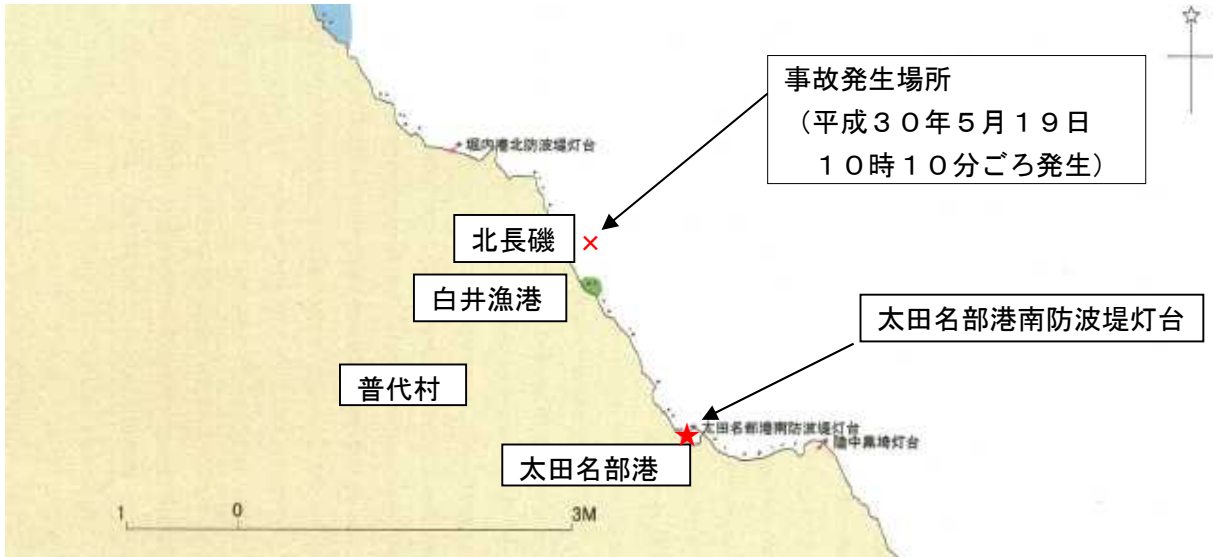 事故発生場所
（平成３０年５月１９日
１０時１０分ごろ発生）
堀内港北防波堤灯台
北長磯
白井漁港
太田名部港南防波堤灯台
普代村
太田名部港南防波堤灯台
陸中黒埼灯台
太田名部港
1 0 3M